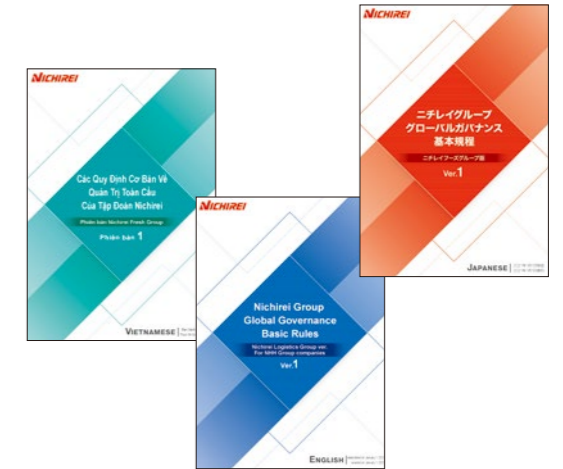 NICHIREI
Các Quy Định Cơ Bản Về
Quản Trị Toàn Cầu
Của Tập Đoàn Nichirei
Phiên bản Nichirei Fresh Group
Phiên bản 1
VIETNAMESE
NICHIREI
Nichirei Group
Global Governance
Basic Rules
Nichirei Logistics Group ver.
For NHH Group companies
Ver.1
ENGLISH
NICHIREI
ニチレイグループ
グローバルガバナンス
基本規程
ニチレイフーズグループ版
Ver.1
JAPANESE